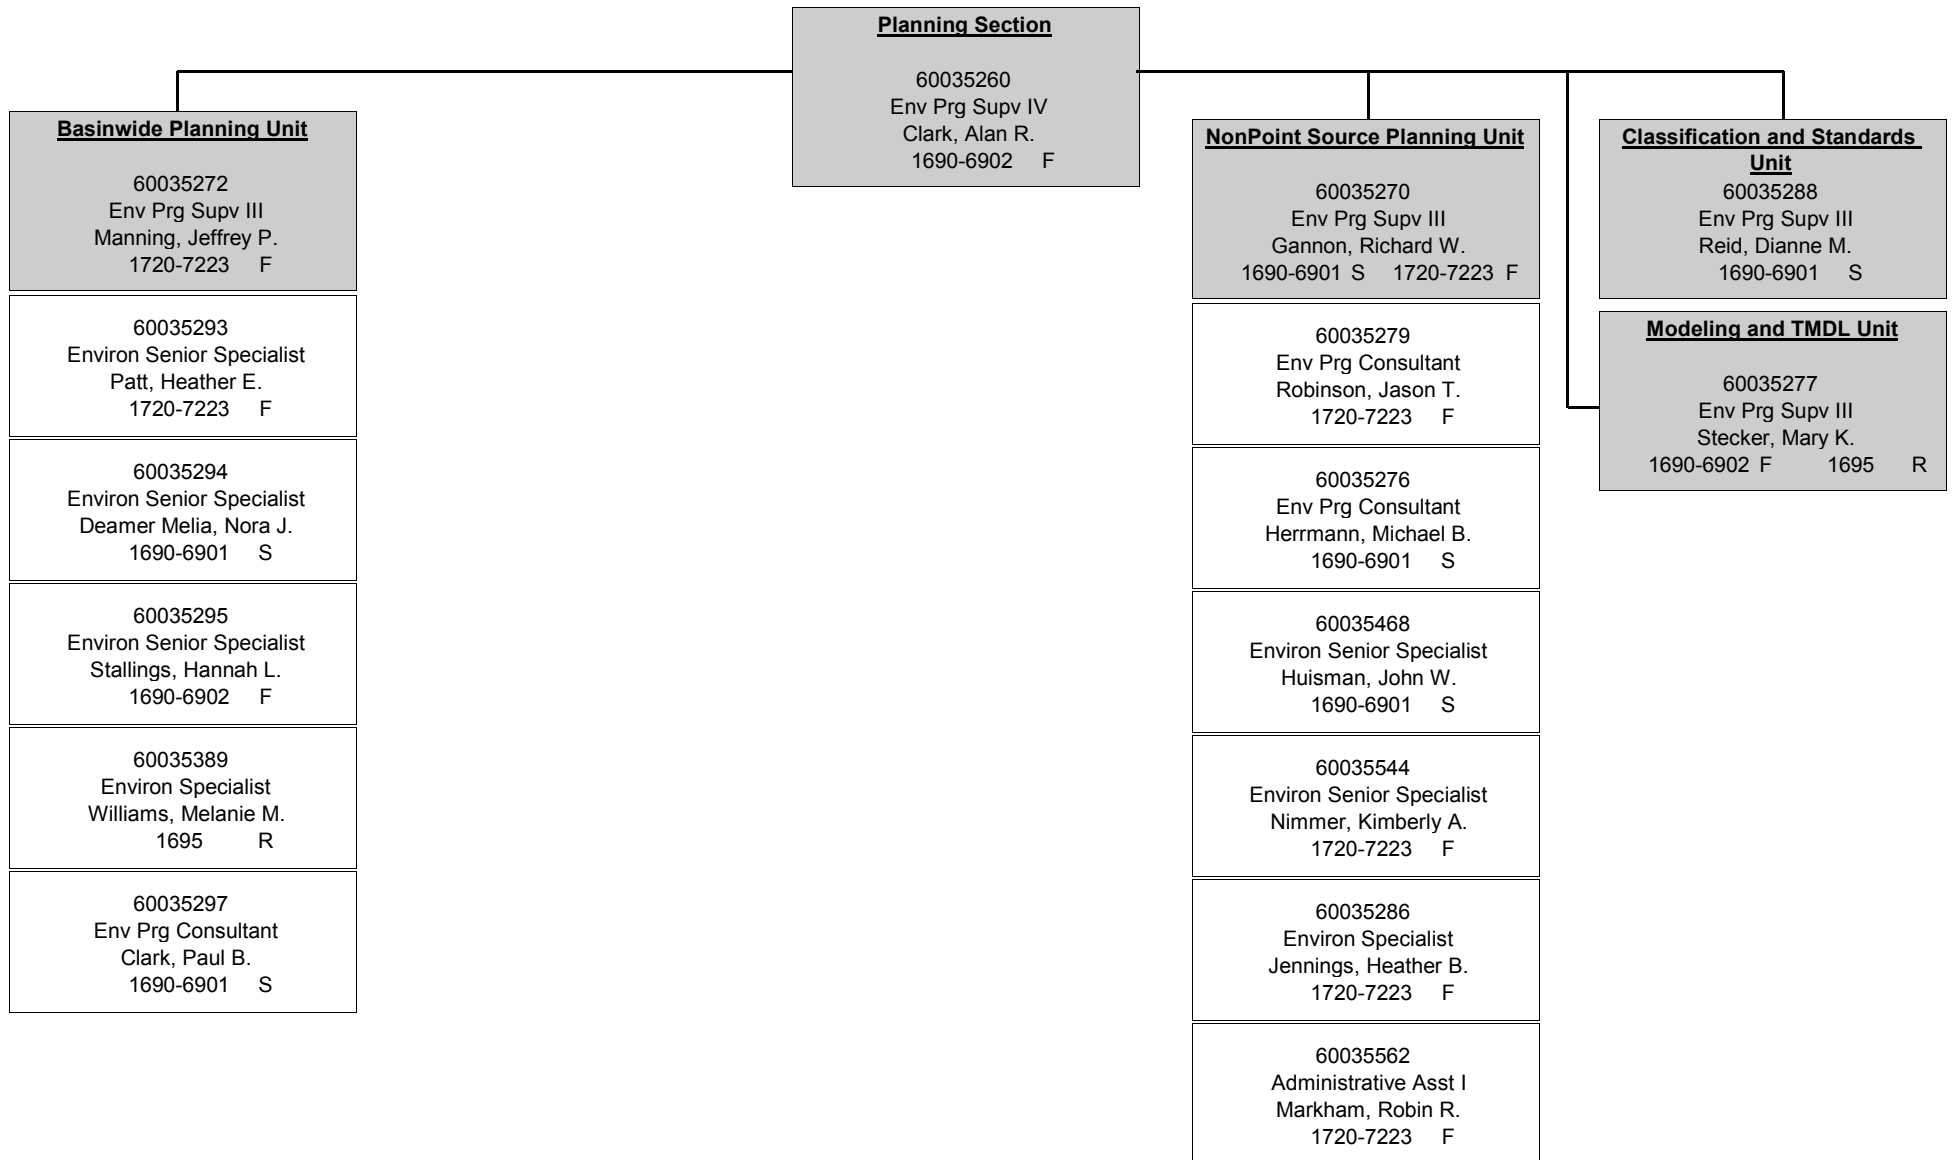 Planning Section
60035260
Env Prg Supv IV
Clark, Alan R.
1690-6902 F
Basinwide Planning Unit
60035272
Env Prg Supv III
Manning, Jeffrey P.
1720-7223 F
60035293
Environ Senior Specialist
Patt, Heather E.
1720-7223 F
60035294
Environ Senior Specialist
Deamer Melia, Nora J.
1690-6901 S
60035295
Environ Senior Specialist
Stallings, Hannah L.
1690-6902 F
60035389
Environ Specialist
Williams, Melanie M.
1695 R
60035297
Env Prg Consultant
Clark, Paul B.
1690-6901 S
NonPoint Source Planning Unit
60035270
Env Prg Supv III
Gannon, Richard W.
1690-6901 S 1720-7223 F
60035279
Env Prg Consultant
Robinson, Jason T.
1720-7223 F
60035276
Env Prg Consultant
Herrmann, Michael B.
1690-6901 S
60035468
Environ Senior Specialist
Huisman, John W.
1690-6901 S
60035544
Environ Senior Specialist
Nimmer, Kimberly A.
1720-7223 F
60035286
Environ Specialist
Jennings, Heather B.
1720-7223 F
60035562
Administrative Asst I
Markham, Robin R.
1720-7223 F
Classification and Standards
Unit
60035288
Env Prg Supv III
Reid, Dianne M.
1690-6901 S
Modeling and TMDL Unit
60035277
Env Prg Supv III
Stecker, Mary K.
1690-6902 F 1695 R